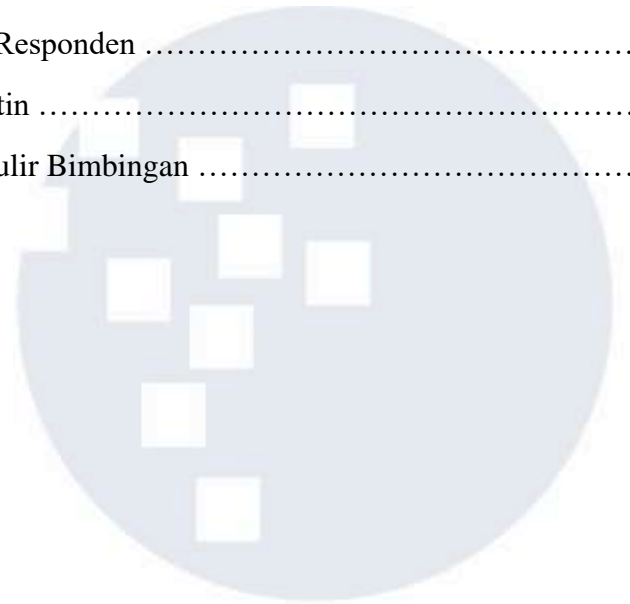 Responden ……………………………………………………
tin …………………………………………………………………
ulir Bimbingan ………………………………………………